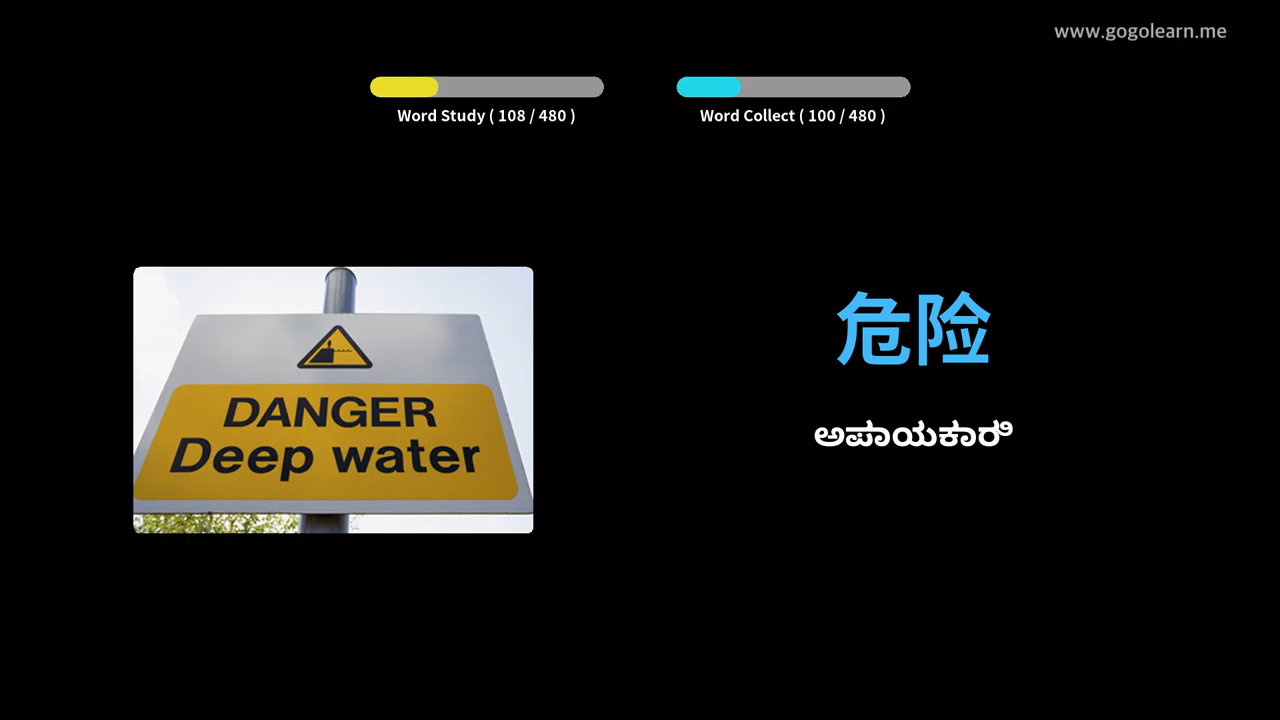 www.gogolearn.me
Word Study ( 108 / 480 )
Word Collect ( 100 / 480 )
DANGER
Deep water
危险
ಅಪಾಯಕಾರಿ